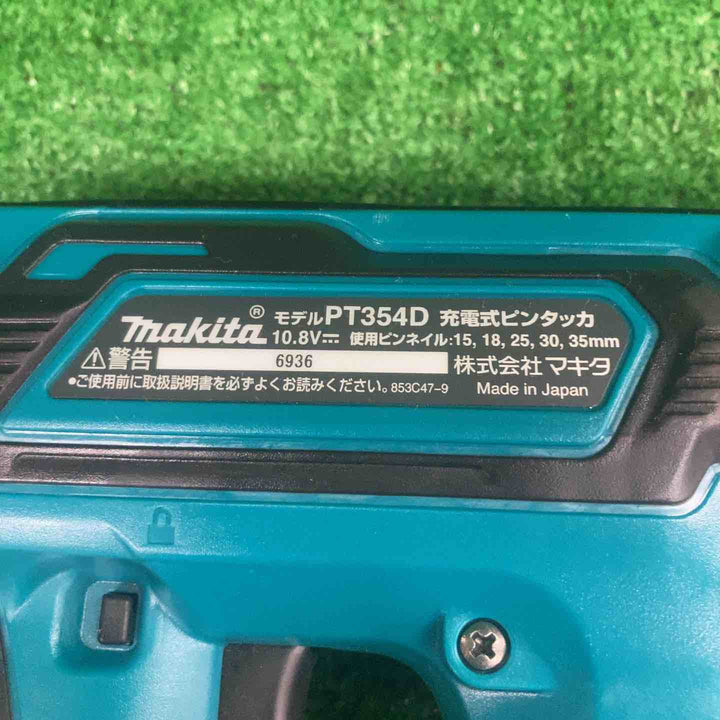 makita® モデルPT354D 充電式ピンタッカ
10.8V⎓ 使用ピンネイル:15, 18, 25, 30, 35mm
⚠警告 6936 株式会社 マキタ
●ご使用前に取扱説明書を必ずよくお読みください。853C47-9 Made in Japan